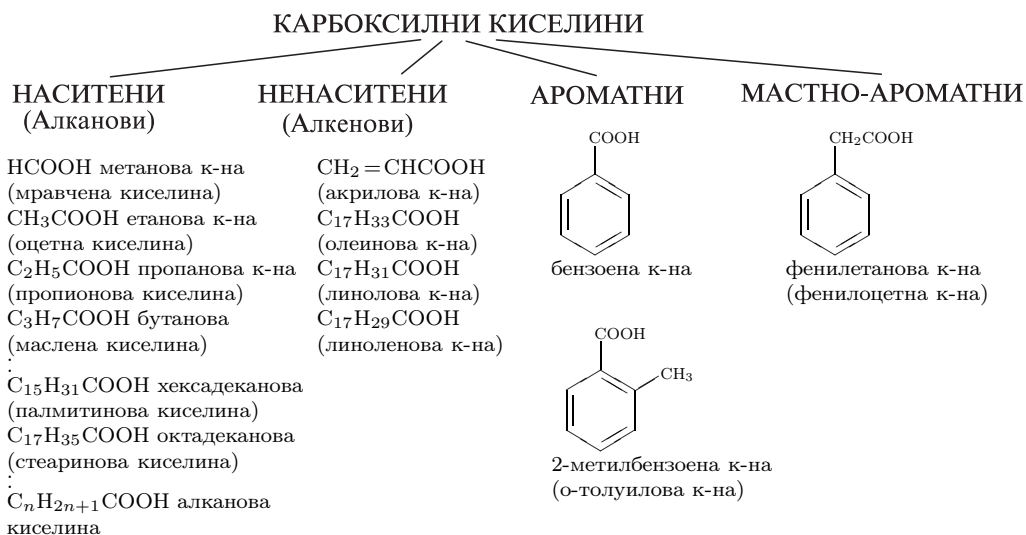 КАРБОКСИЛНИ КИСЕЛИНИ
НАСИТЕНИ
(Алканови)
HCOOH метанова к-на
(мравчена киселина)
CH₃COOH етанова к-на
(оцетна киселина)
C₂H₅COOH пропанова к-на
(пропионова киселина)
C₃H₇COOH бутанова
(маслена киселина)
:
C₁₅H₃₁COOH хексадеканова
(палмитинова киселина)
C₁₇H₃₅COOH октадеканова
(стеаринова киселина)
:
CₙH₂ₙ₊₁COOH алканова
киселина
НЕНАСИТЕНИ
(Алкенови)
CH₂=CHCOOH
(акрилова к-на)
C₁₇H₃₃COOH
(олеинова к-на)
C₁₇H₃₁COOH
(линолова к-на)
C₁₇H₂₉COOH
(линоленова к-на)
АРОМАТНИ
COOH
бензоена к-на
COOH
CH₃
2-метилбензоена к-на
(о-толуилова к-на)
МАСТНО-АРОМАТНИ
CH₂COOH
фенилетанова к-на
(фенилоцетна к-на)